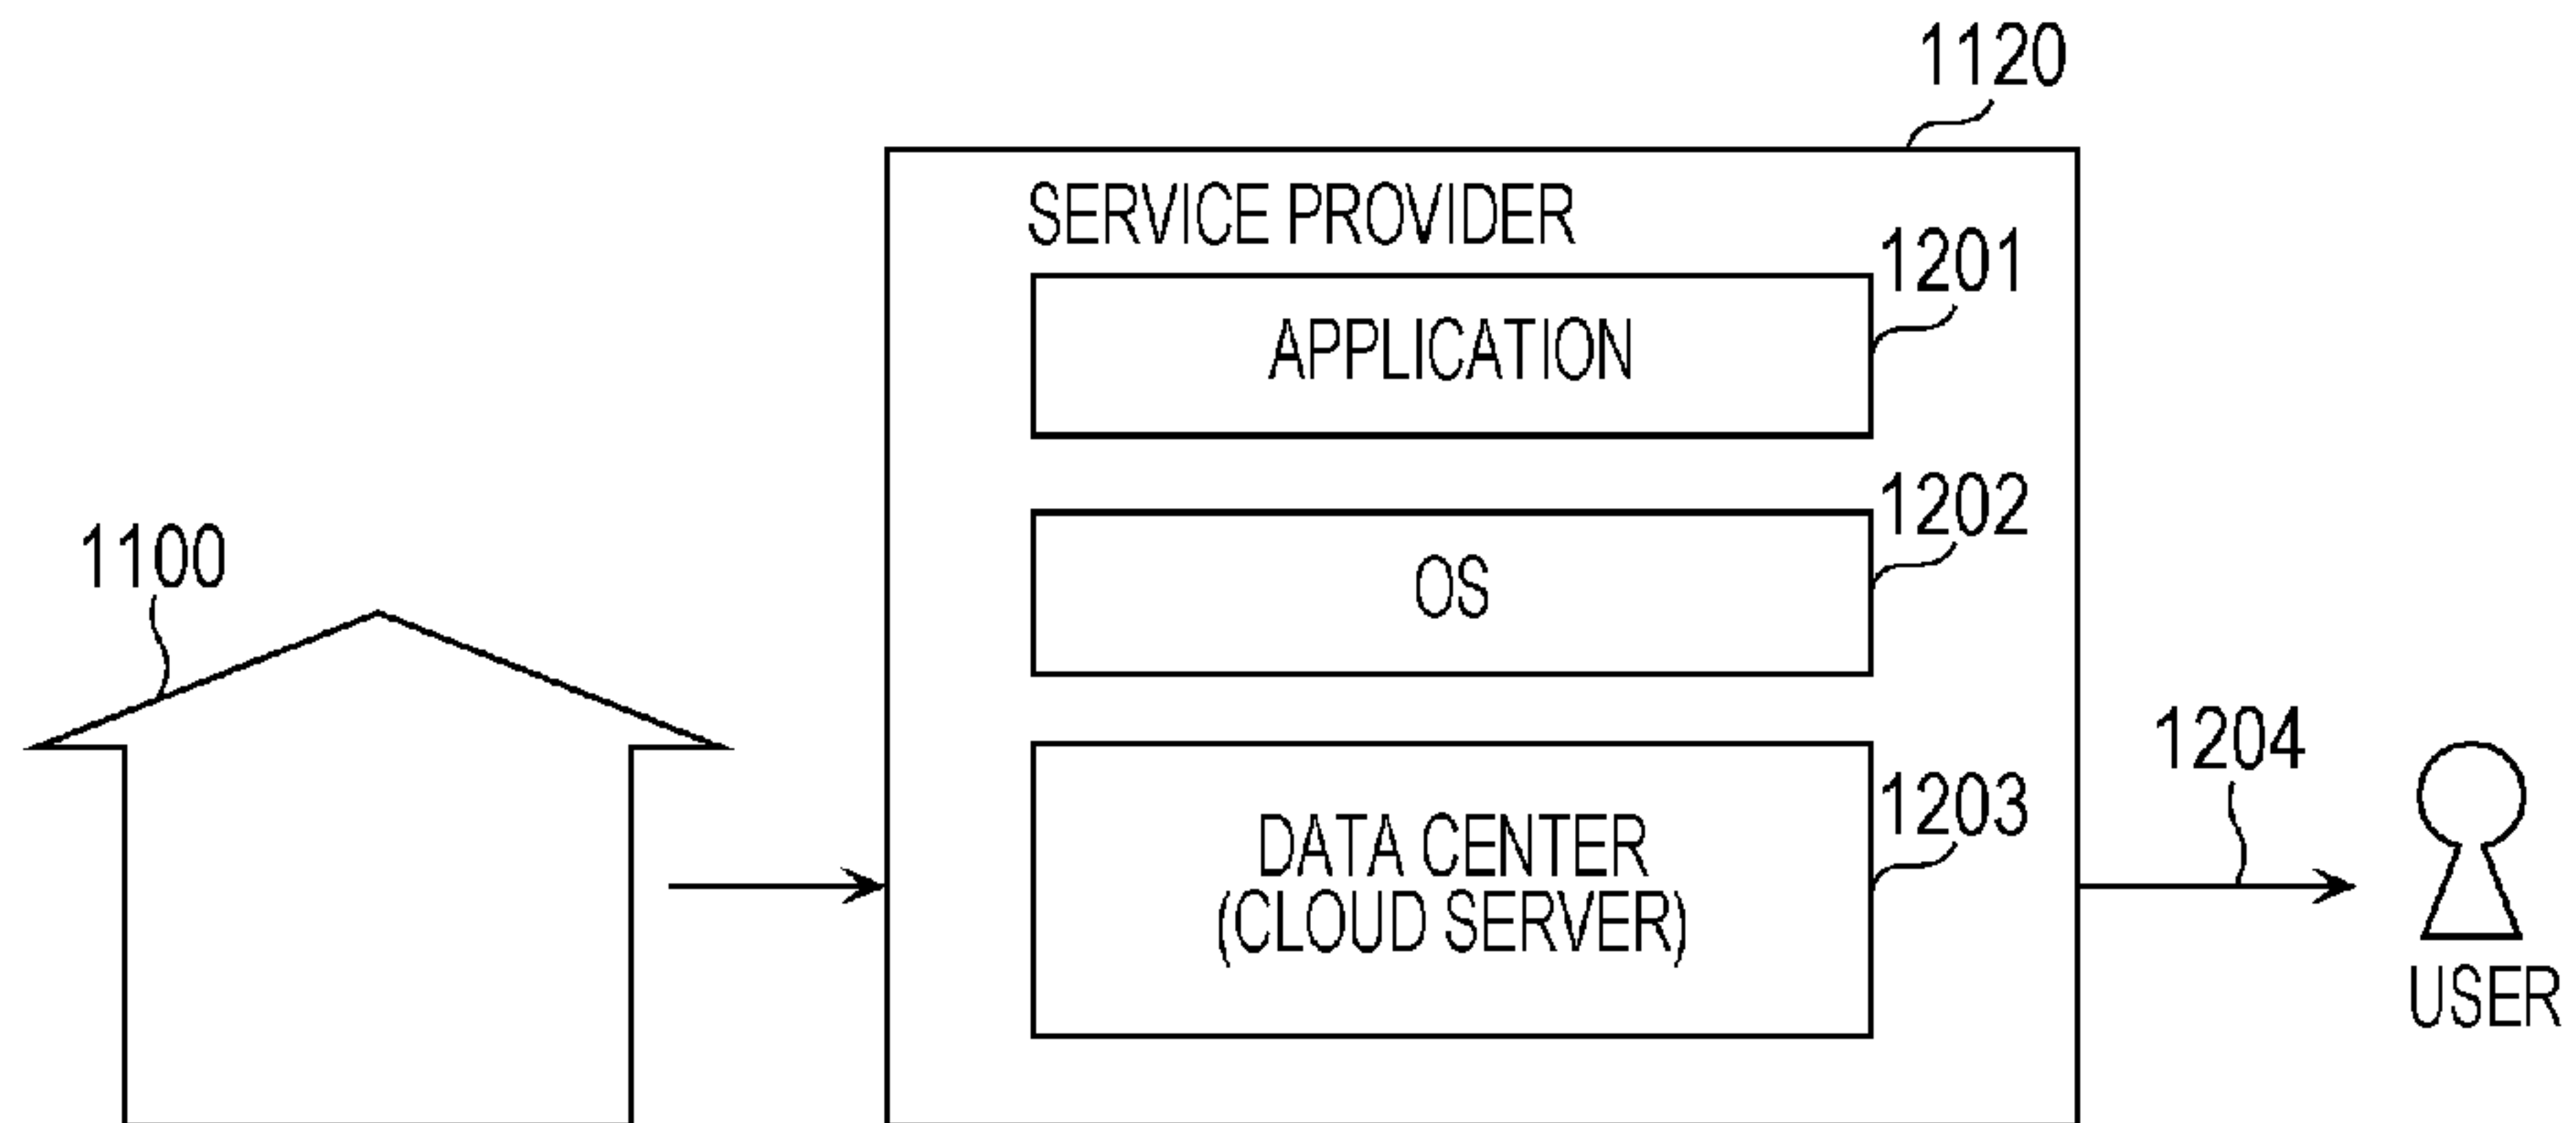 1120
SERVICE PROVIDER
1201
APPLICATION
1202
OS
1100
1204
1203
DATA CENTER
(CLOUD SERVER)
USER